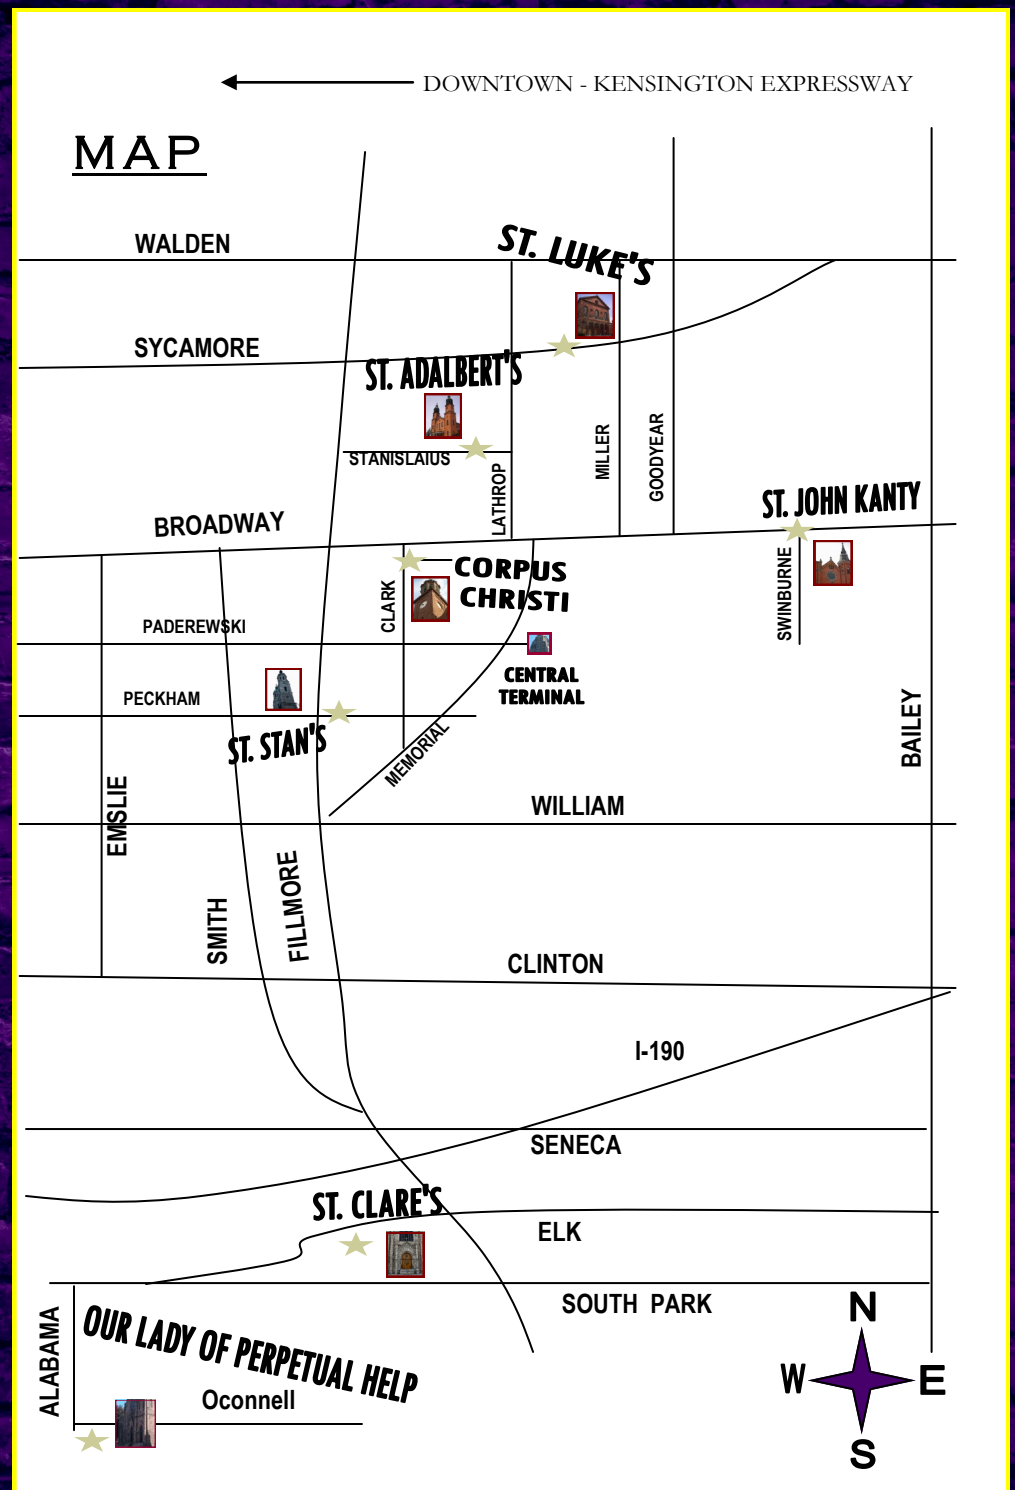 DOWNTOWN - KENSINGTON EXPRESSWAY
MAP
WALDEN
ST. LUKE'S
SYCAMORE
ST. ADALBERT'S
STANISLAIUS
LATHROP
MILLER
GOODYEAR
ST. JOHN KANTY
BROADWAY
CORPUS
CHRISTI
CLARK
SWINBURNE
PADEREWSKI
CENTRAL
TERMINAL
PECKHAM
ST. STAN'S
MEMORIAL
BAILEY
EMSLIE
WILLIAM
SMITH
FILLMORE
CLINTON
I-190
SENECA
ST. CLARE'S
ELK
SOUTH PARK
ALABAMA
OUR LADY OF PERPETUAL HELP
Oconnell
N
W
E
S